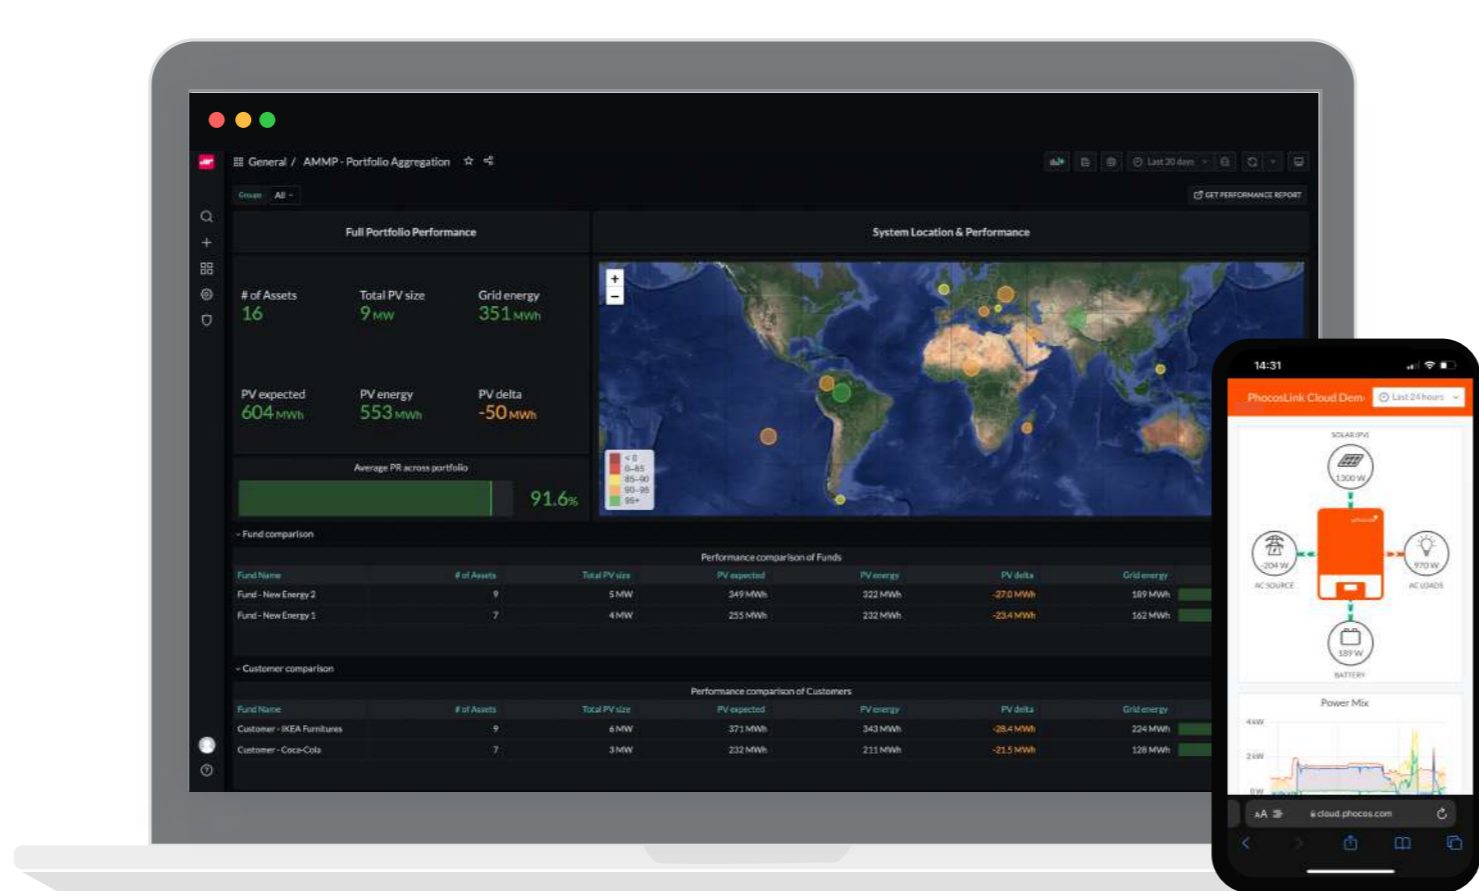 General / AMMP - Portfolio Aggregation
Last 30 days
Groups All
GET PERFORMANCE REPORT
Full Portfolio Performance
System Location & Performance
# of Assets Total PV size Grid energy
16 9 MW 351 MWh
PV expected PV energy PV delta
604 MWh 553 MWh -50 MWh
Average PR across portfolio
91.6%
+
−
< 0
0–85
85–90
90–95
95+
Fund comparison
Performance comparison of Funds
Fund Name # of Assets Total PV size PV expected PV energy PV delta Grid energy
Fund - New Energy 2 9 5 MW 349 MWh 322 MWh -27.0 MWh 189 MWh
Fund - New Energy 1 7 4 MW 255 MWh 232 MWh -23.4 MWh 162 MWh
Customer comparison
Performance comparison of Customers
Fund Name # of Assets Total PV size PV expected PV energy PV delta Grid energy
Customer - IKEA Furnitures 9 6 MW 371 MWh 343 MWh -28.4 MWh 224 MWh
Customer - Coca-Cola 7 3 MW 232 MWh 211 MWh -21.5 MWh 128 MWh
14:31
PhocosLink Cloud Dem
Last 24 hours
SOLAR (PV)
1300 W
phocos
-204 W
AC SOURCE
970 W
AC LOADS
189 W
BATTERY
Power Mix
4 kW
2 kW
0 W
AA
cloud.phocos.com